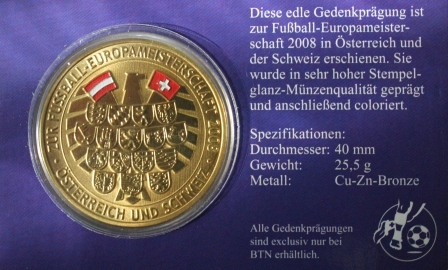 ZUR FUSSBALL-EUROPAMEISTERSCHAFT 2008
ÖSTERREICH UND SCHWEIZ
Diese edle Gedenkprägung ist
zur Fußball-Europameister-
schaft 2008 in Österreich und
der Schweiz erschienen. Sie
wurde in sehr hoher Stempel-
glanz-Münzenqualität geprägt
und anschließend coloriert.
Spezifikationen:
Durchmesser: 40 mm
Gewicht: 25,5 g
Metall: Cu-Zn-Bronze
Alle Gedenkprägungen
sind exclusiv nur bei
BTN erhältlich.